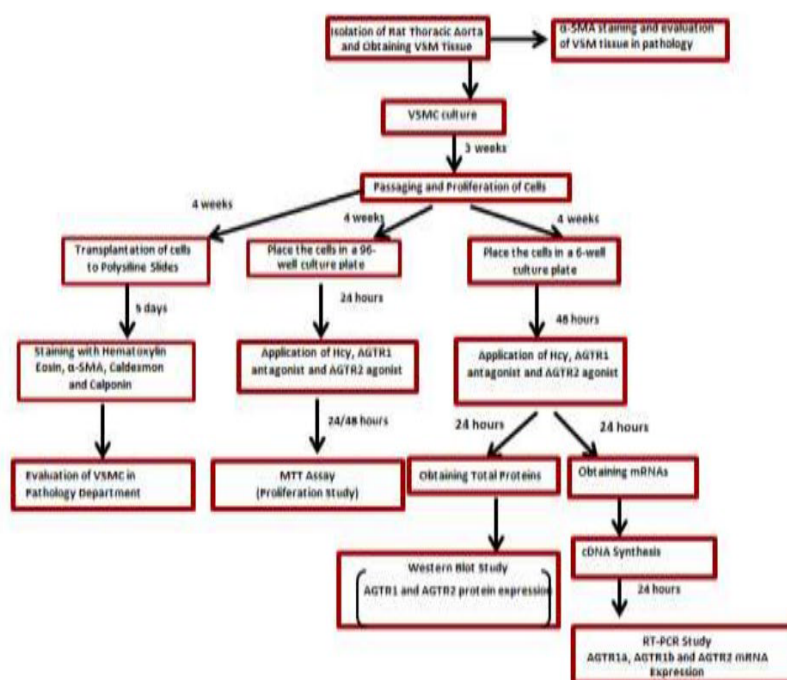 Isolation of Rat Thoracic Aorta
and Obtaining VSM Tissue
α-SMA staining and evaluation
of VSM tissue in pathology
VSMC culture
3 weeks
Passaging and Proliferation of Cells
4 weeks
4 weeks
4 weeks
Transplantation of cells
to Polysiline Slides
Place the cells in a 96-
well culture plate
Place the cells in a 6-well
culture plate
5 days
24 hours
48 hours
Staining with Hematoxylin
Eosin, α-SMA, Caldesmon
and Calponin
Application of Hcy, AGTR1
antagonist and AGTR2 agonist
Application of Hcy, AGTR1
antagonist and AGTR2 agonist
24/48 hours
24 hours
24 hours
Evaluation of VSMC in
Pathology Department
MTT Assay
(Proliferation Study)
Obtaining Total Proteins
Obtaining mRNAs
Western Blot Study
AGTR1 and AGTR2 protein expression
cDNA Synthesis
24 hours
RT-PCR Study
AGTR1a, AGTR1b and AGTR2 mRNA
Expression